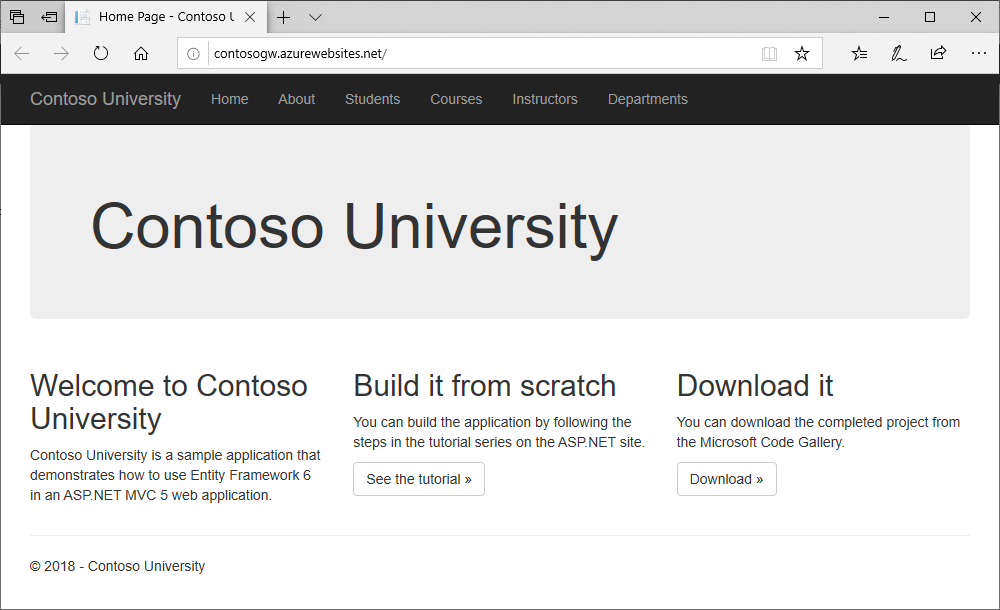 Home Page - Contoso U
contosogw.azurewebsites.net/
Contoso University Home About Students Courses Instructors Departments
Contoso University
Welcome to Contoso
University
Contoso University is a sample application that
demonstrates how to use Entity Framework 6
in an ASP.NET MVC 5 web application.
Build it from scratch
You can build the application by following the
steps in the tutorial series on the ASP.NET site.
See the tutorial »
Download it
You can download the completed project from
the Microsoft Code Gallery.
Download »
© 2018 - Contoso University